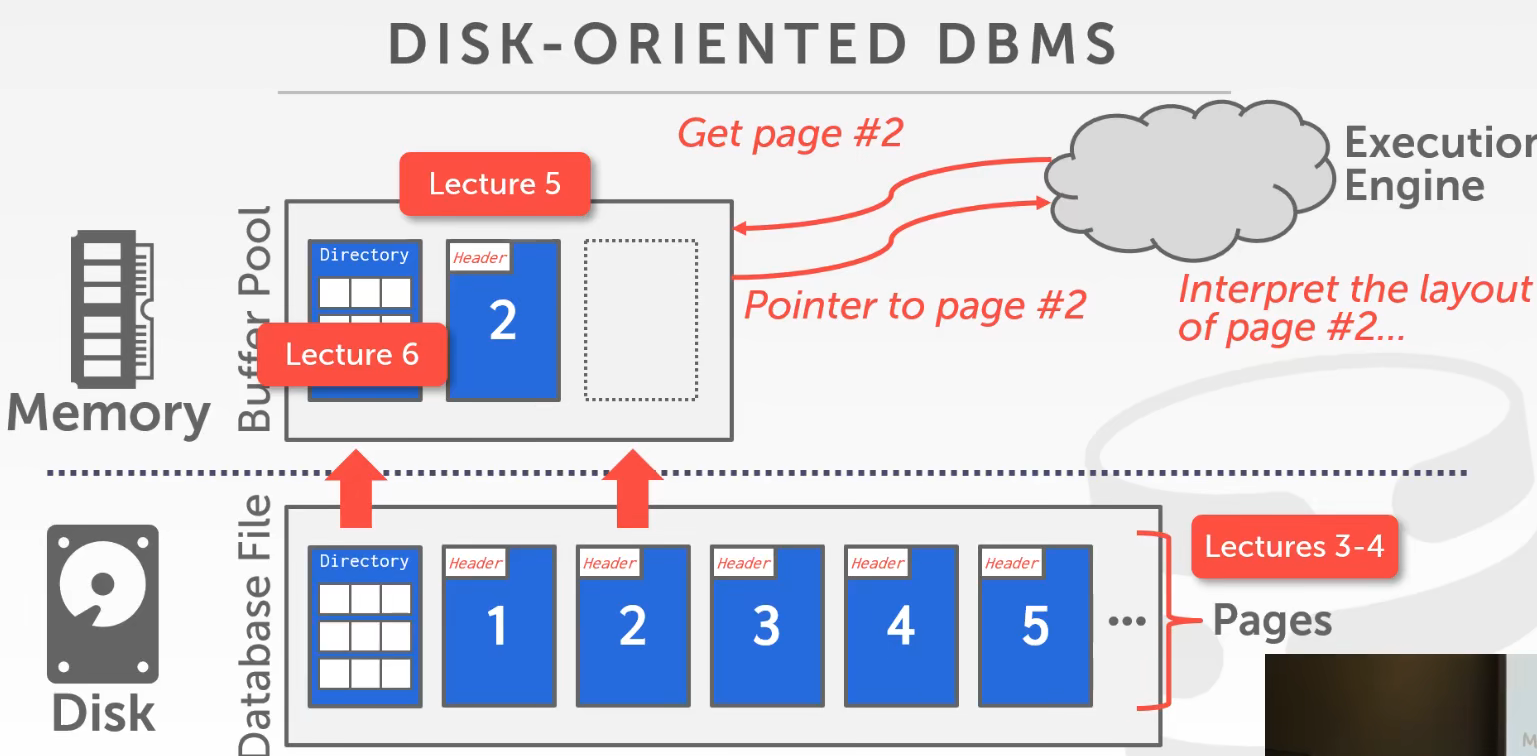 DISK-ORIENTED DBMS
Get page #2
Execution
Engine
Lecture 5
Buffer Pool
Directory
Header
2
Lecture 6
Pointer to page #2
Interpret the layout
of page #2...
Memory
Database File
Directory
Header
1
Header
2
Header
3
Header
4
Header
5
...
Lectures 3-4
Pages
Disk